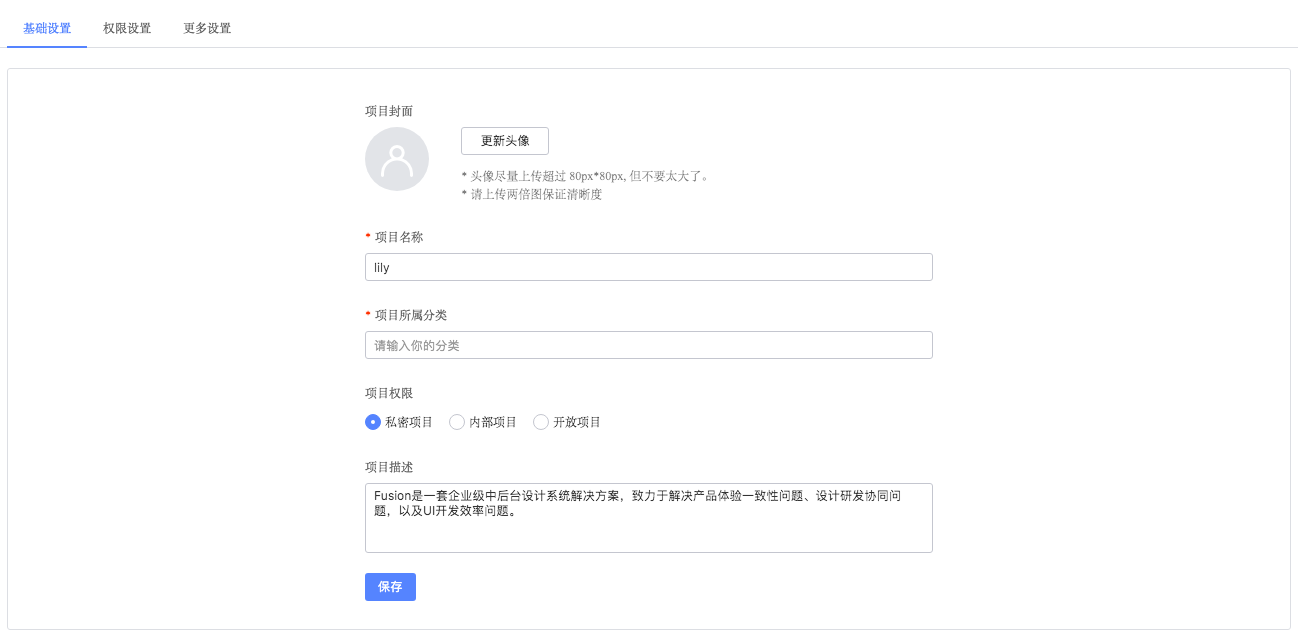 基础设置 权限设置 更多设置
项目封面
更新头像
* 头像尽量上传超过 80px*80px, 但不要太大了。
* 请上传两倍图保证清晰度
* 项目名称
lily
* 项目所属分类
请输入你的分类
项目权限
私密项目 内部项目 开放项目
项目描述
Fusion是一套企业级中后台设计系统解决方案，致力于解决产品体验一致性问题、设计研发协同问
题，以及UI开发效率问题。
保存